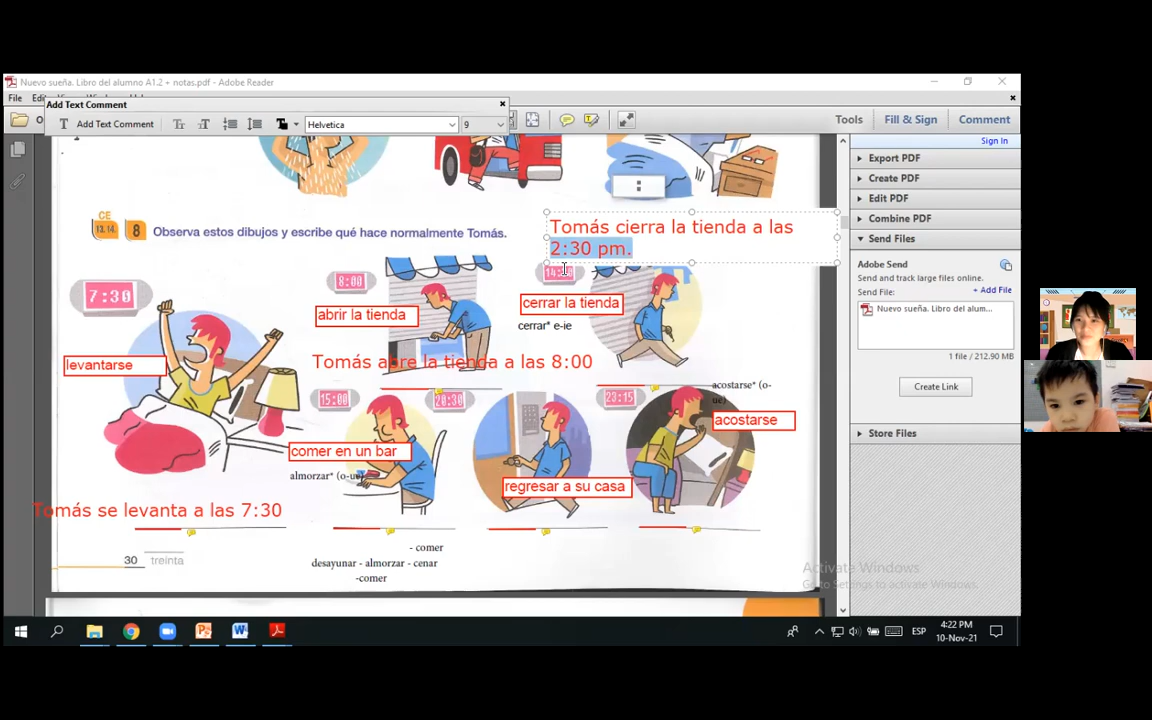 Nuevo sueña. Libro del alumno A1.2 + notas.pdf - Adobe Reader
File
Add Text Comment
Add Text Comment
Helvetica
9
Tools
Fill & Sign
Comment
Sign In
Export PDF
Create PDF
Edit PDF
Combine PDF
Send Files
Adobe Send
Send and track large files online.
Send File:
+ Add File
Nuevo sueña. Libro del alum...
1 file / 212.90 MB
Create Link
Store Files
CE
13, 14
8
Observa estos dibujos y escribe qué hace normalmente Tomás.
Tomás cierra la tienda a las
2:30 pm.
7:30
8:00
abrir la tienda
cerrar la tienda
cerrar* e-ie
levantarse
Tomás abre la tienda a las 8:00
15:00
20:30
23:15
acostarse* (o-
ue)
acostarse
comer en un bar
almorzar* (o-ue)
regresar a su casa
Tomás se levanta a las 7:30
30
treinta
- comer
desayunar - almorzar - cenar
-comer
Activate Windows
Go to Settings to activate Windows.
ESP
4:22 PM
10-Nov-21